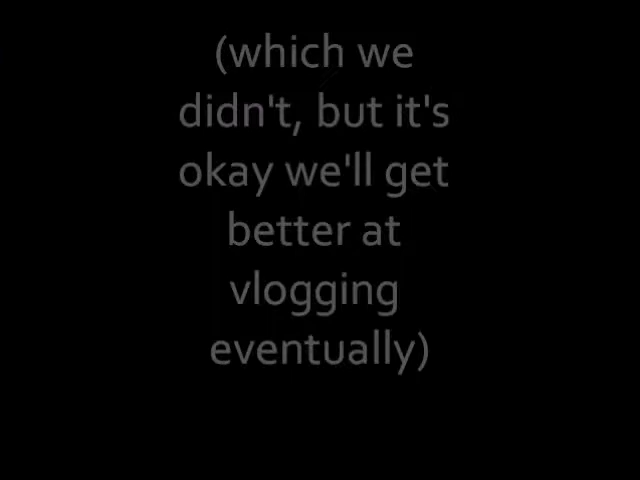 (which we
didn't, but it's
okay we'll get
better at
vlogging
eventually)